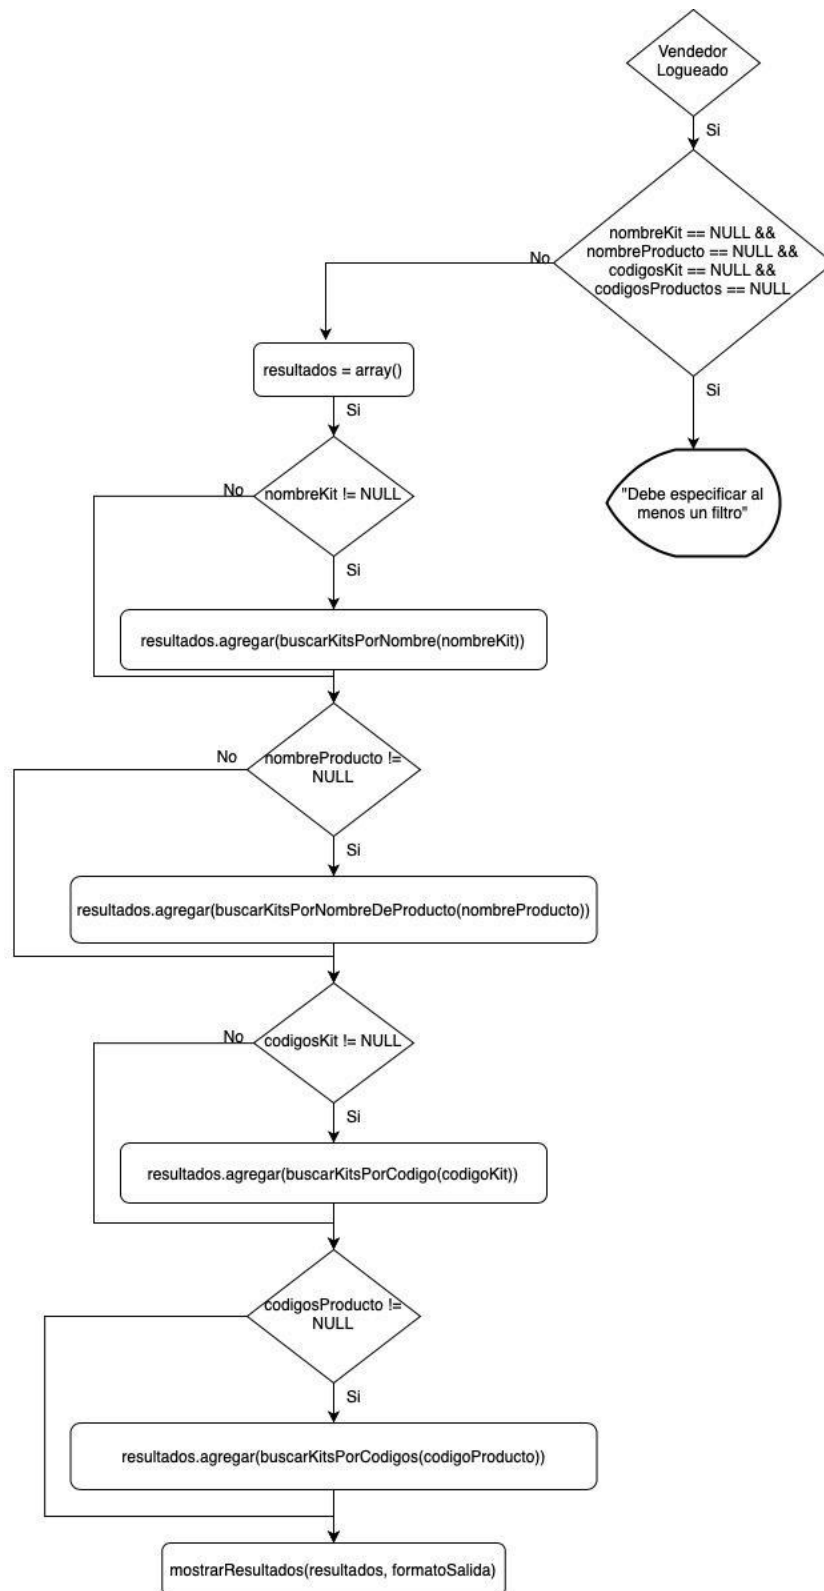 Vendedor
Logueado
Si
nombreKit == NULL &&
nombreProducto == NULL &&
codigosKit == NULL &&
codigosProductos == NULL
No
Si
"Debe especificar al
menos un filtro"
resultados = array()
Si
nombreKit != NULL
No
Si
resultados.agregar(buscarKitsPorNombre(nombreKit))
nombreProducto !=
NULL
No
Si
resultados.agregar(buscarKitsPorNombreDeProducto(nombreProducto))
codigosKit != NULL
No
Si
resultados.agregar(buscarKitsPorCodigo(codigoKit))
codigosProducto !=
NULL
Si
resultados.agregar(buscarKitsPorCodigos(codigoProducto))
mostrarResultados(resultados, formatoSalida)